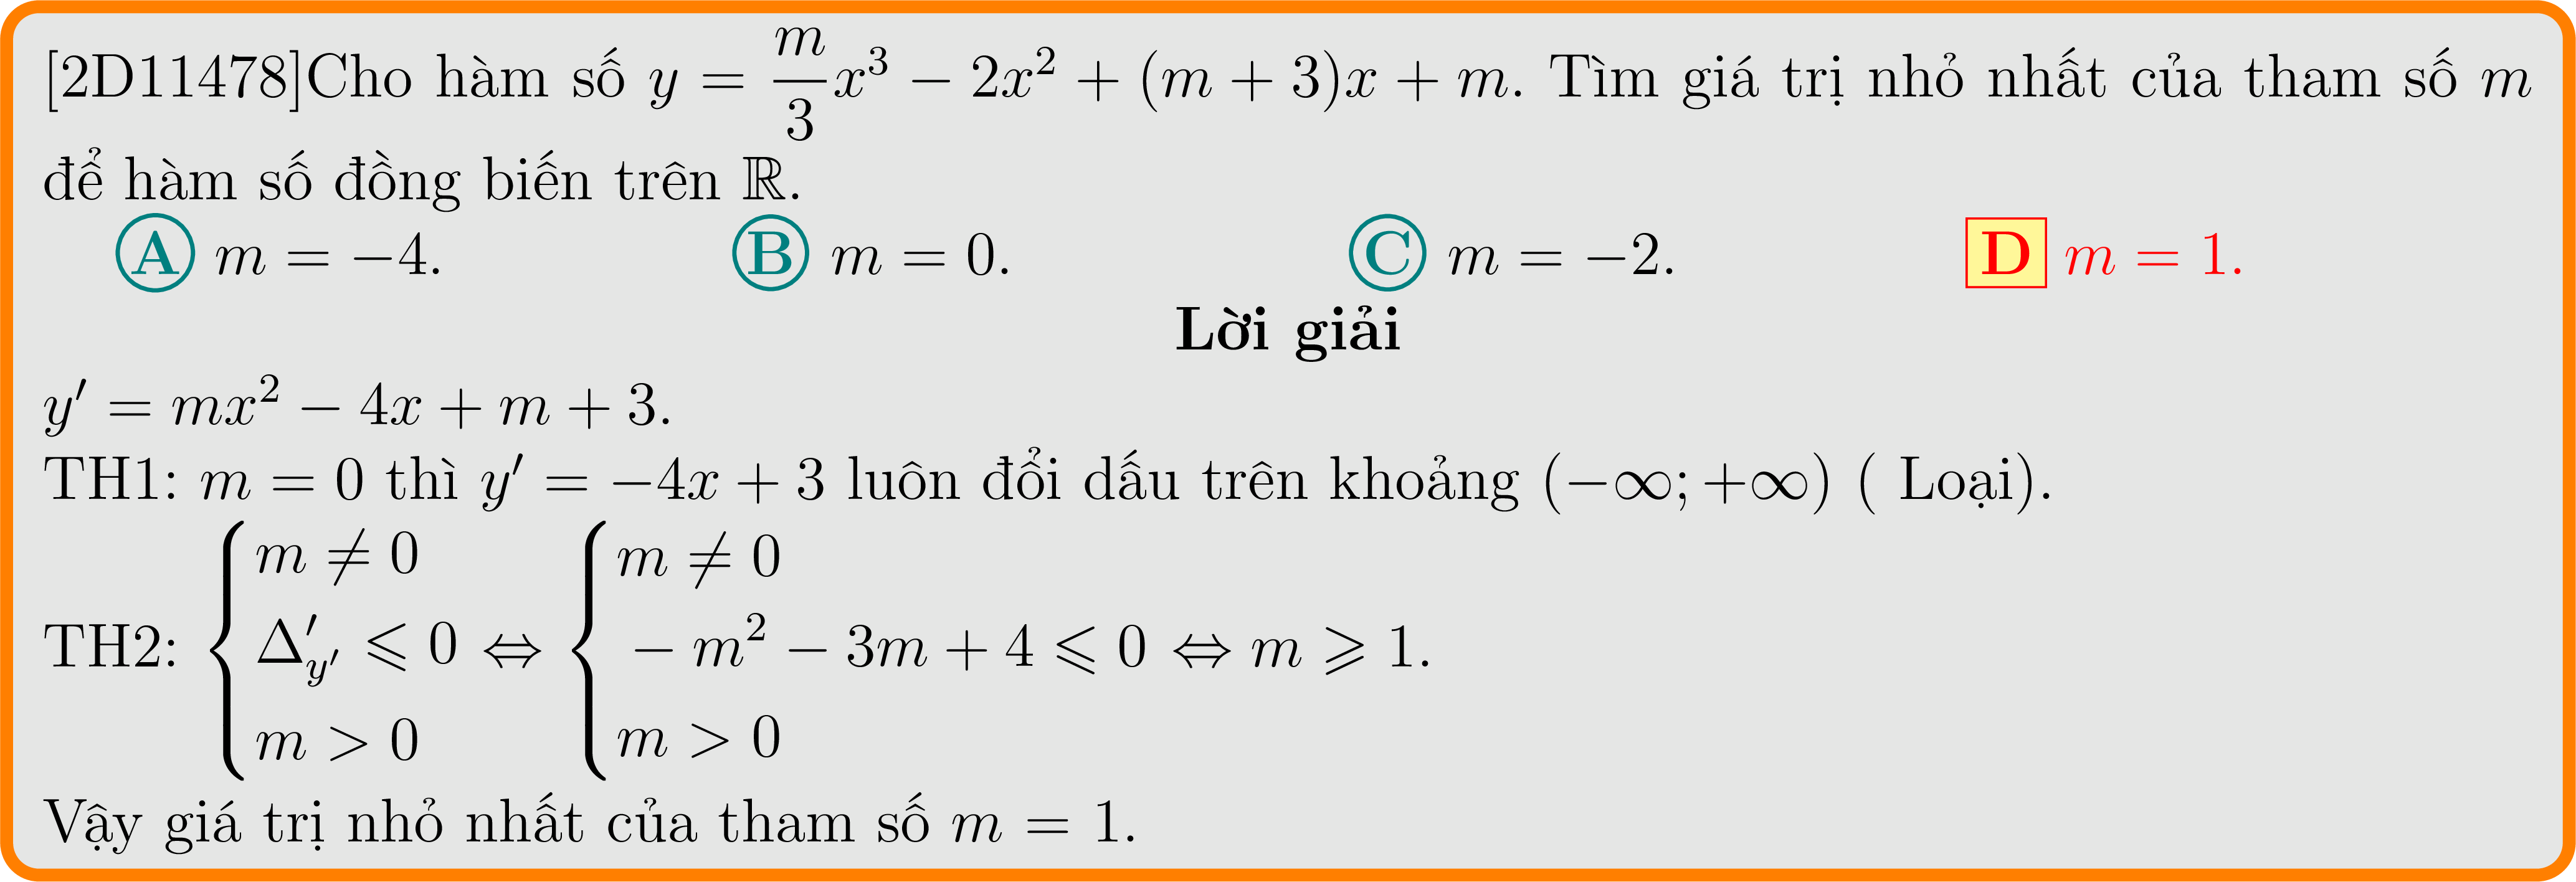 [2D11478]Cho hàm số $y = \dfrac{m}{3}x^3 - 2x^2 + (m + 3)x + m$. Tìm giá trị nhỏ nhất của tham số $m$
để hàm số đồng biến trên $\mathbb{R}$.
A $m = -4$. B $m = 0$. C $m = -2$. D $m = 1$.
Lời giải
$y' = mx^2 - 4x + m + 3$.
TH1: $m = 0$ thì $y' = -4x + 3$ luôn đổi dấu trên khoảng $(-\infty; +\infty)$ ( Loại).
TH2: $\begin{cases} m \neq 0 \\ \Delta'_{y'} \leqslant 0 \\ m > 0 \end{cases} \Leftrightarrow \begin{cases} m \neq 0 \\ -m^2 - 3m + 4 \leqslant 0 \\ m > 0 \end{cases} \Leftrightarrow m \geqslant 1$.
Vậy giá trị nhỏ nhất của tham số $m = 1$.